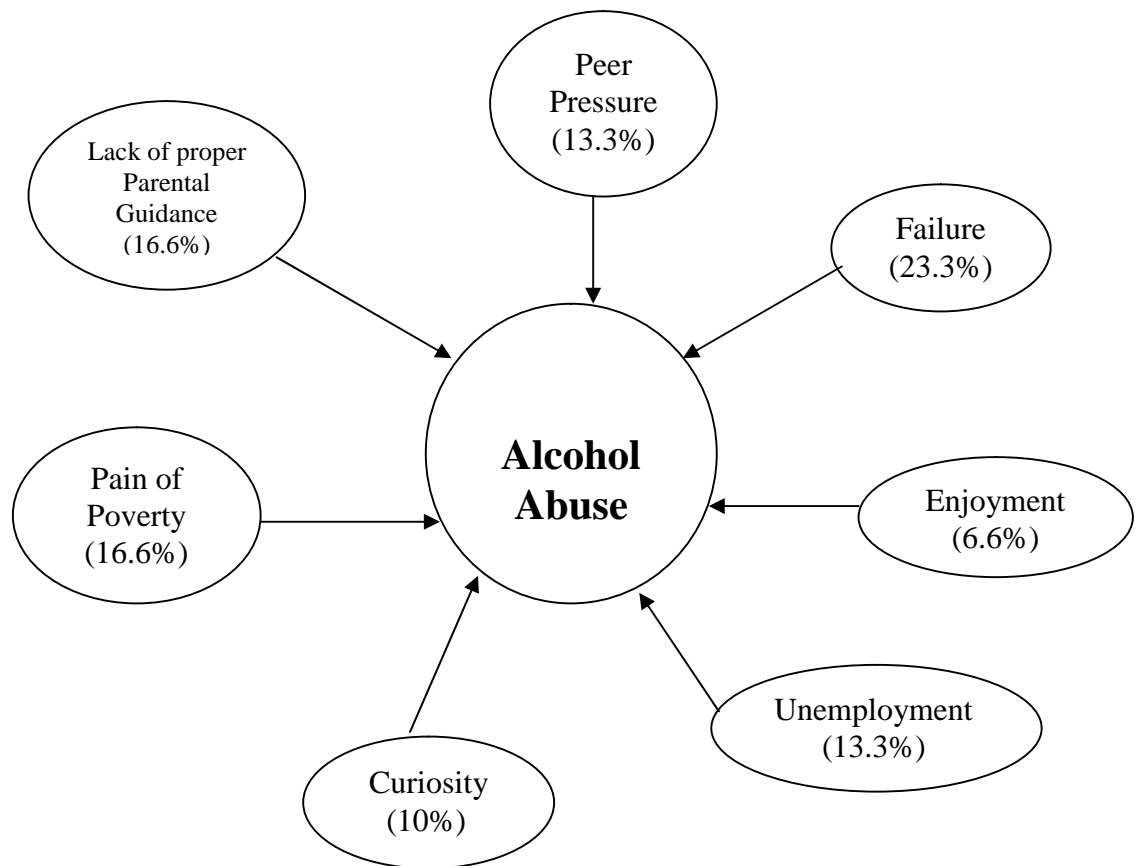 Peer
Pressure
(13.3%)
Lack of proper
Parental
Guidance
(16.6%)
Failure
(23.3%)
Alcohol
Abuse
Pain of
Poverty
(16.6%)
Enjoyment
(6.6%)
Unemployment
(13.3%)
Curiosity
(10%)